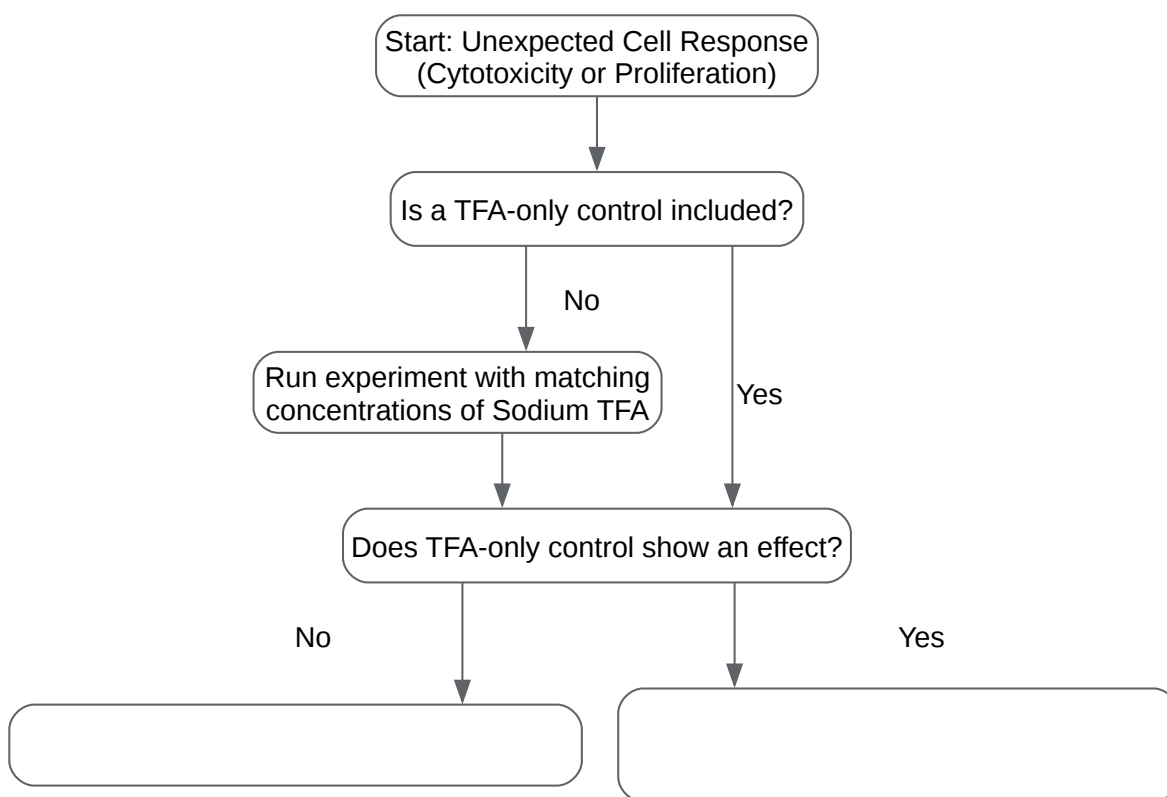 Start: Unexpected Cell Response
(Cytotoxicity or Proliferation)
Is a TFA-only control included?
No
Run experiment with matching
concentrations of Sodium TFA
Yes
Does TFA-only control show an effect?
No
Yes